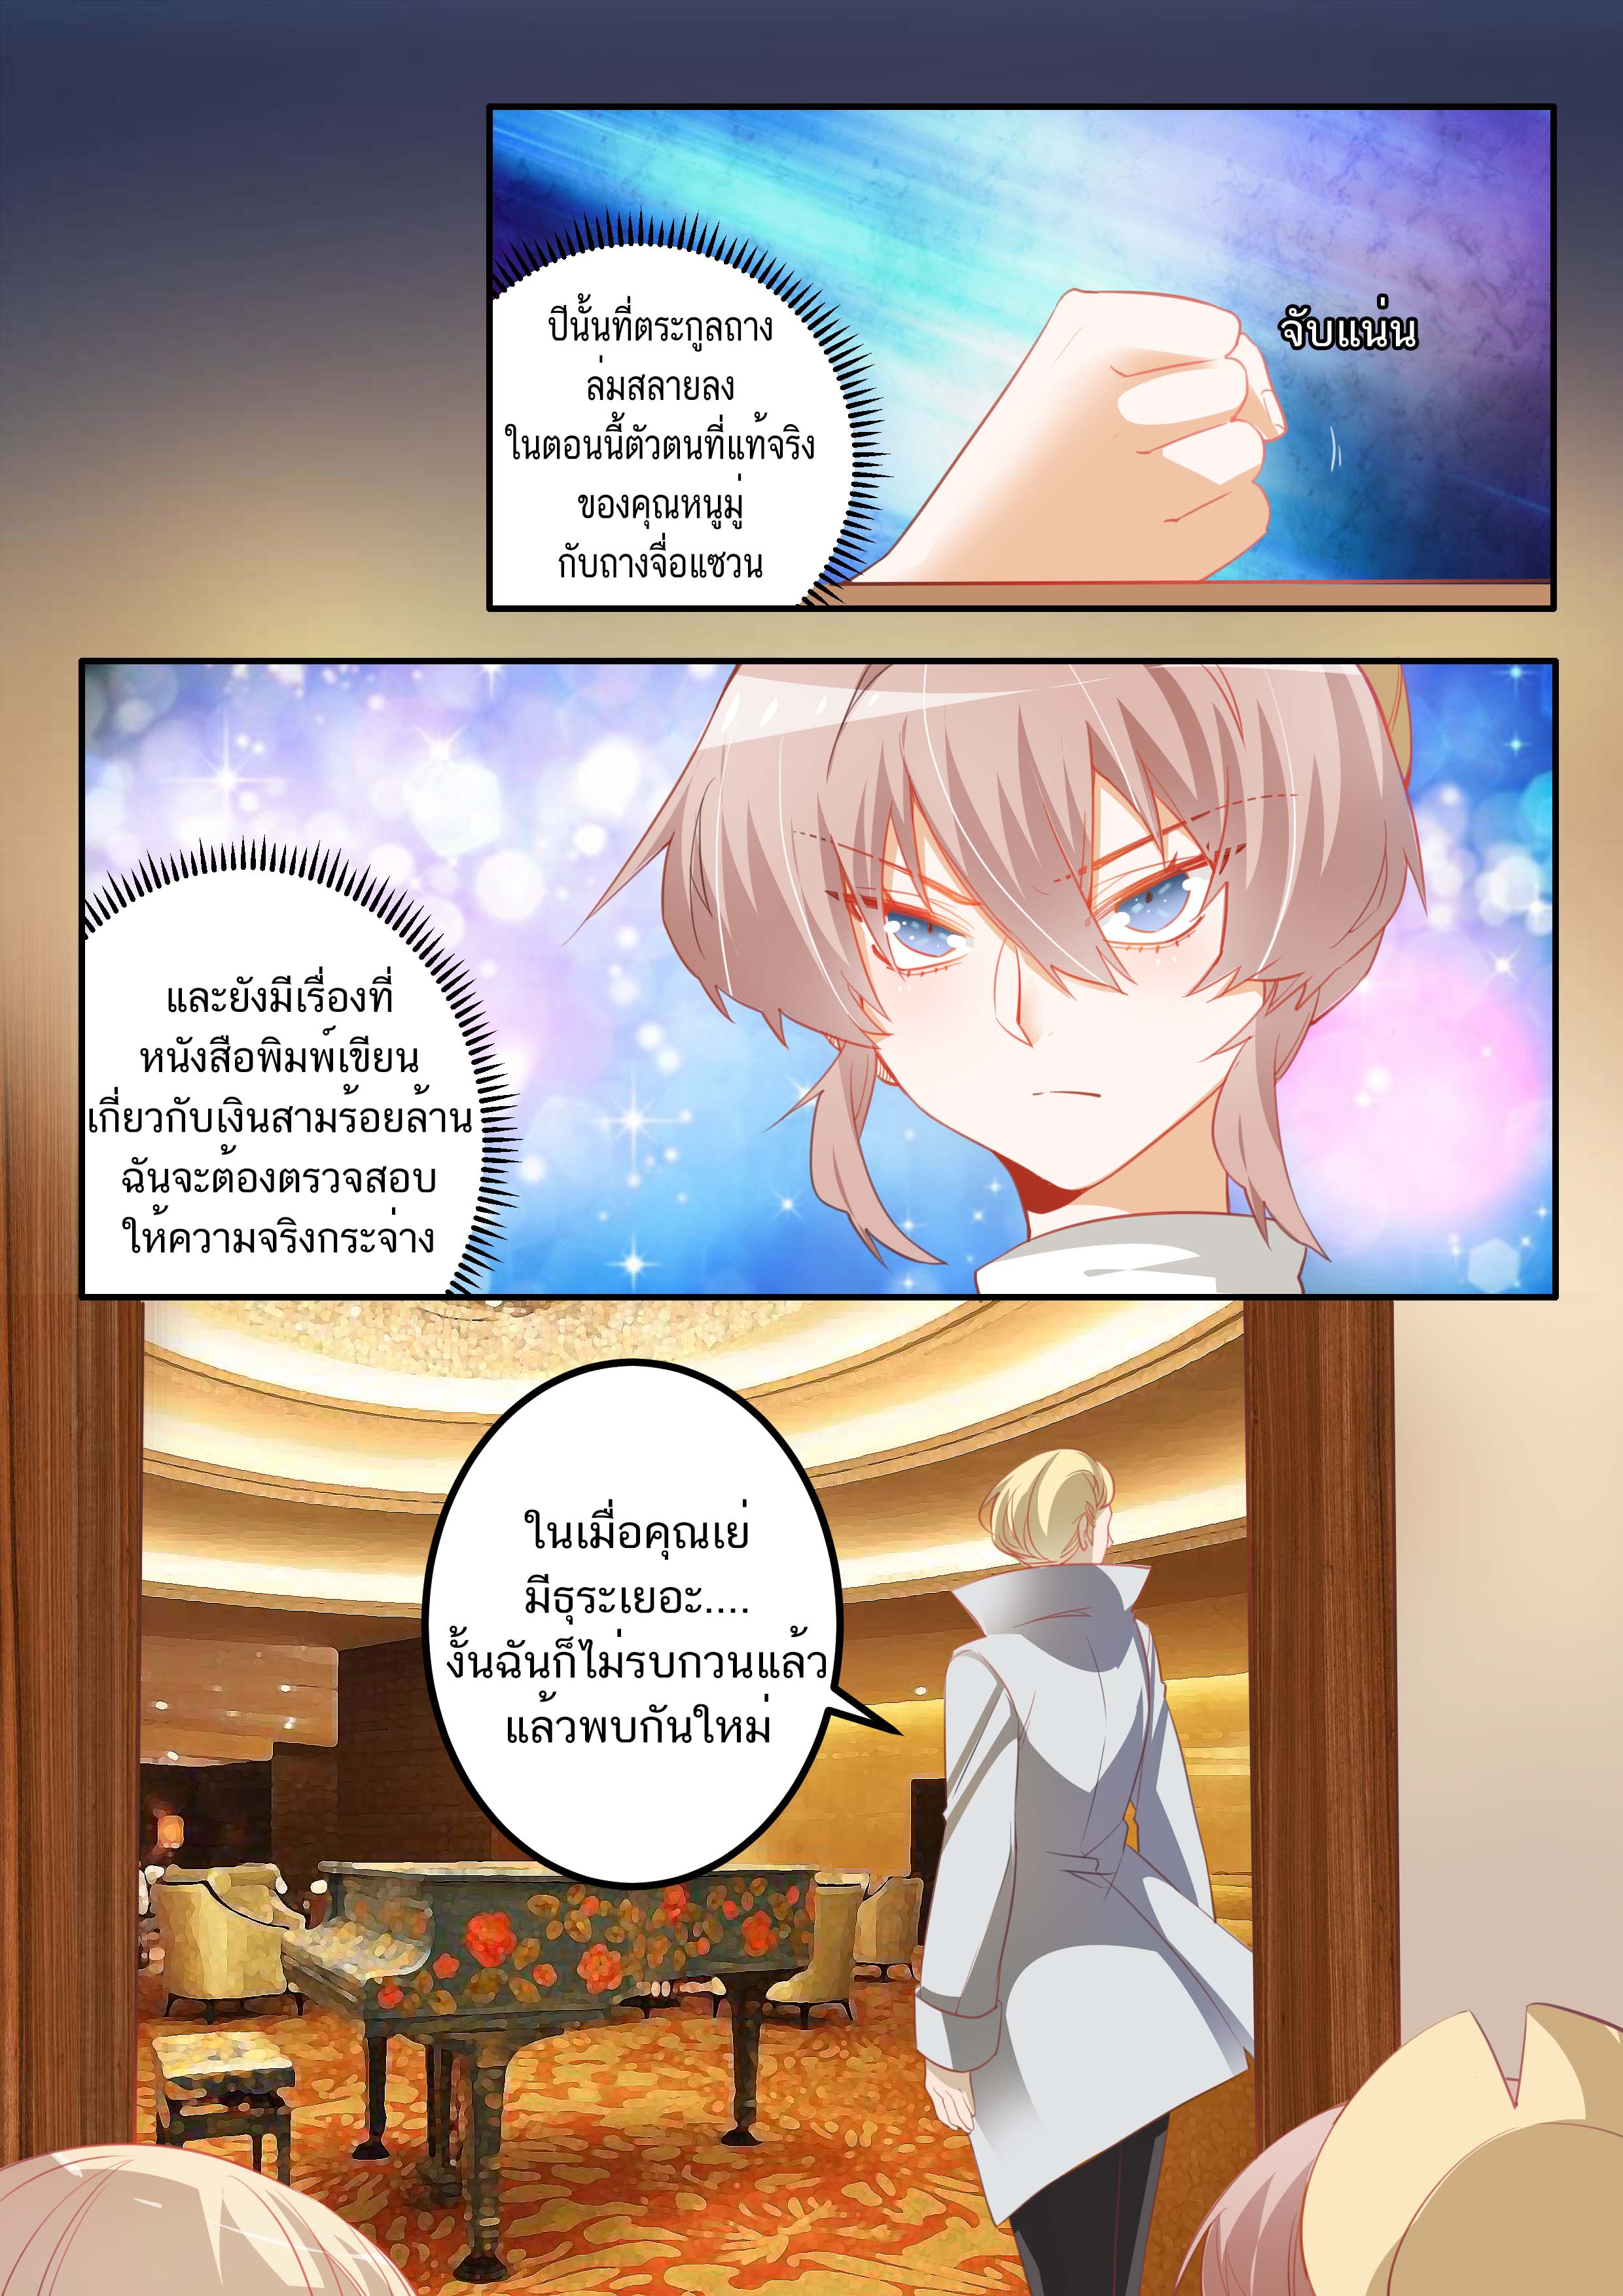 ปีนั้นที่ตระกูลถาง
ล่มสลายลง
ในตอนนี้ตัวตนที่แท้จริง
ของคุณหนูมู่
กับถางจื่อแซวน
จับแน่น
และยังมีเรื่องที่
หนังสือพิมพ์เขียน
เกี่ยวกับเงินสามร้อยล้าน
ฉันจะต้องตรวจสอบ
ให้ความจริงกระจ่าง
ในเมื่อคุณเย่
มีธุระเยอะ....
งั้นฉันก็ไม่รบกวนแล้ว
แล้วพบกันใหม่